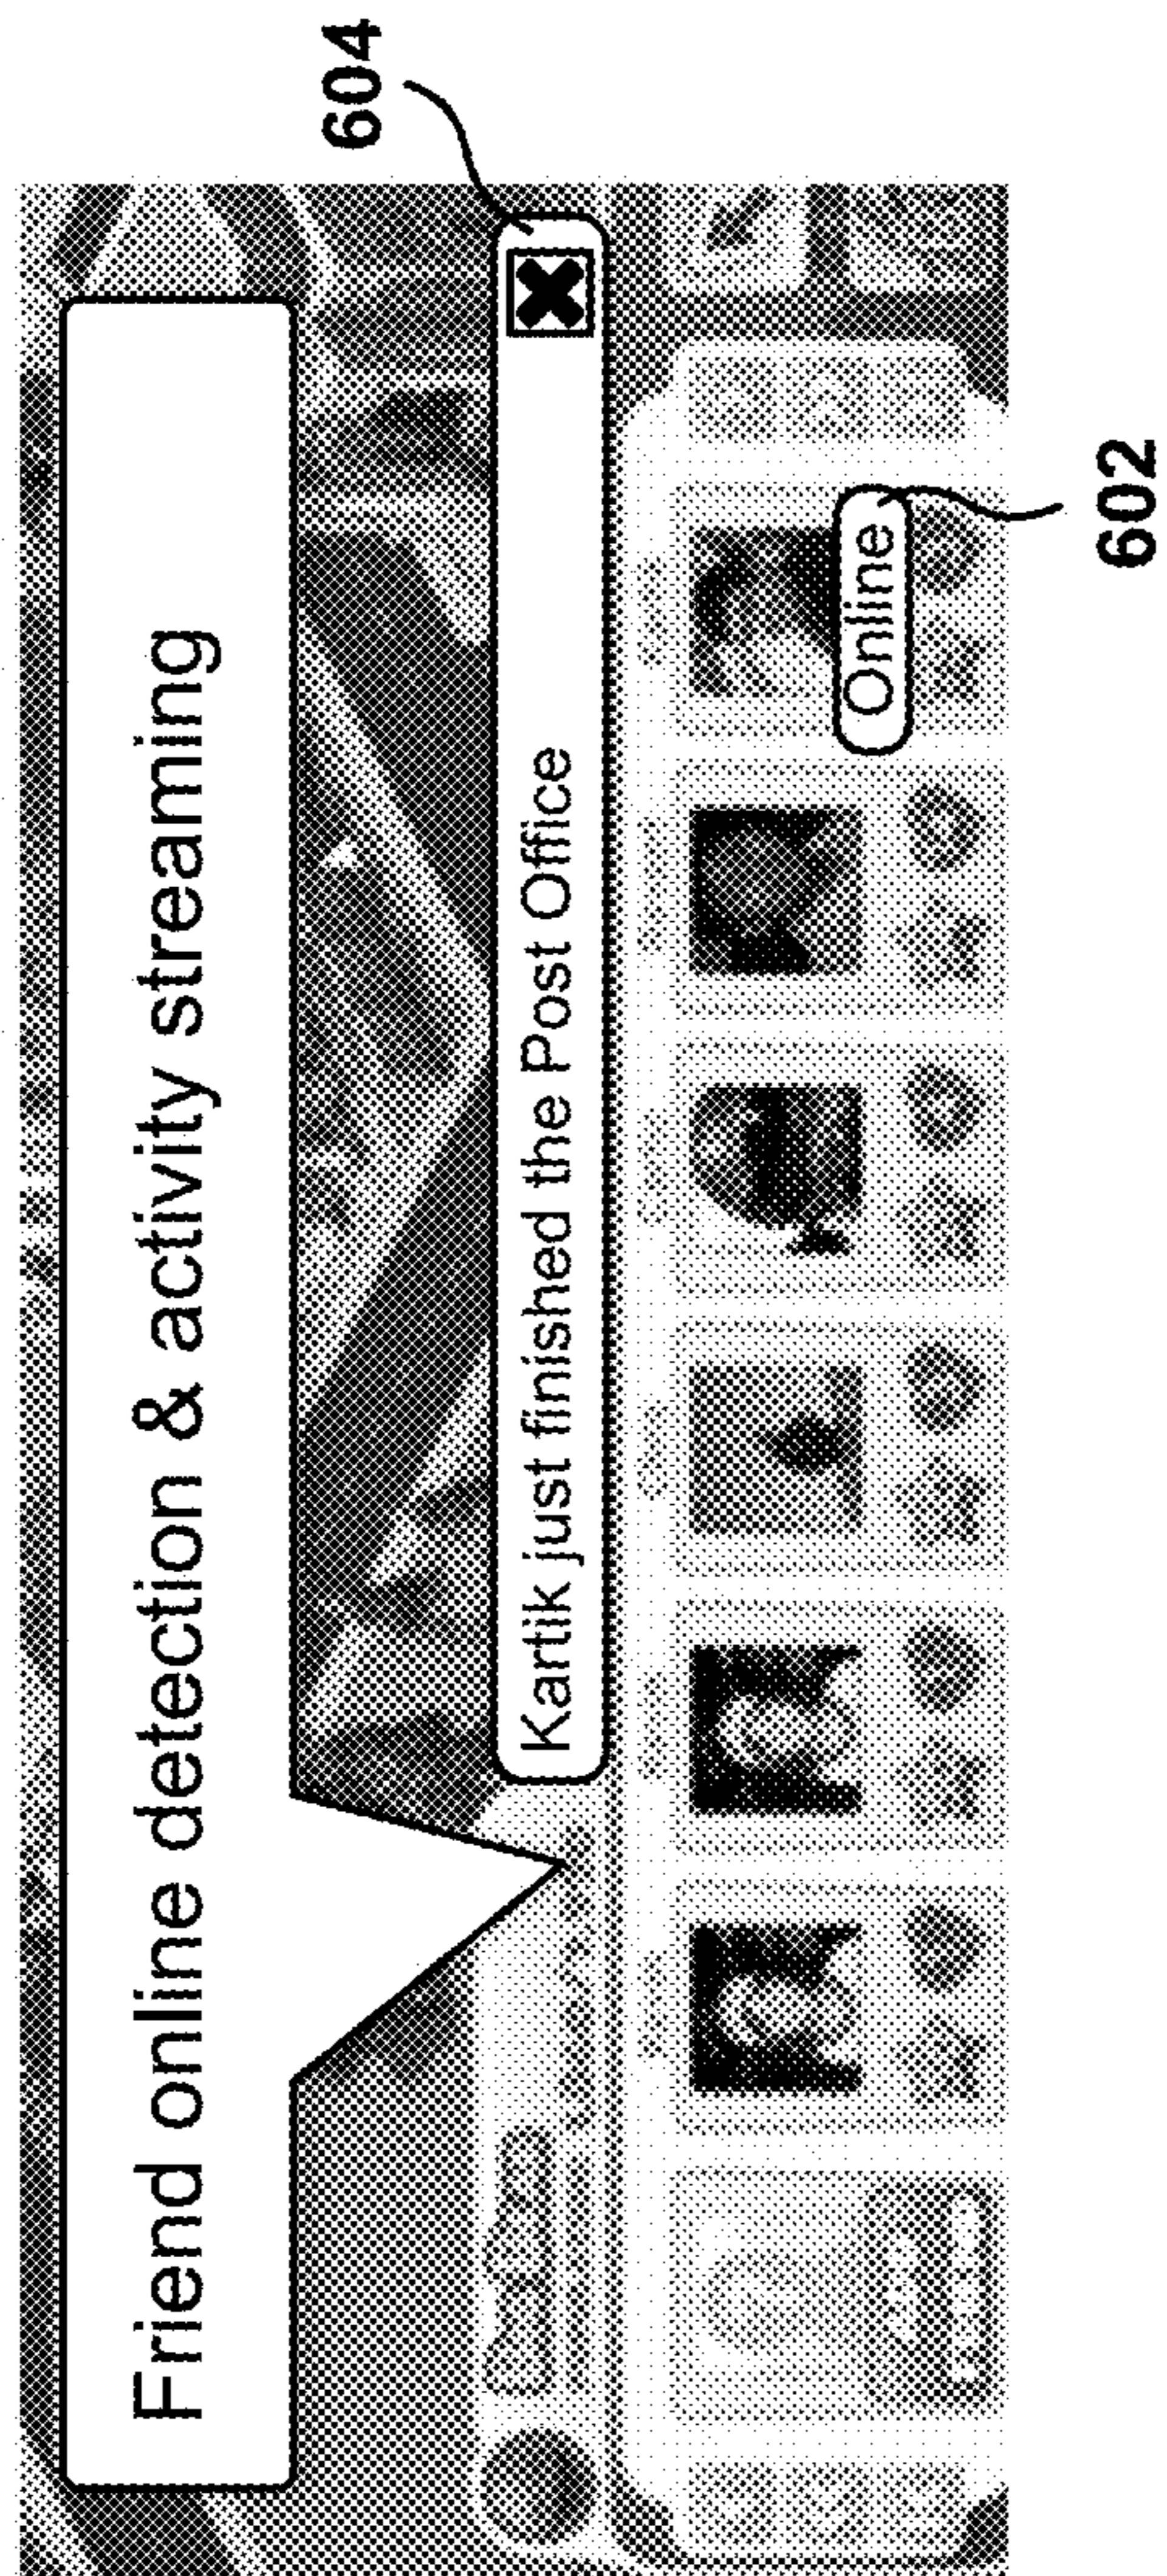 Friend online detection & activity streaming
604
Kartik just finished the Post Office
Online
602